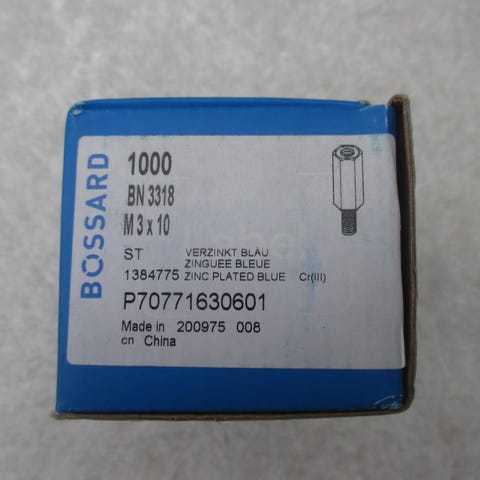 BOSSARD
1000
BN 3318
M 3 x 10
ST VERZINKT BLAU
ZINGUEE BLEUE
1384775 ZINC PLATED BLUE Cr(III)
P70771630601
Made in 200975 008
cn China